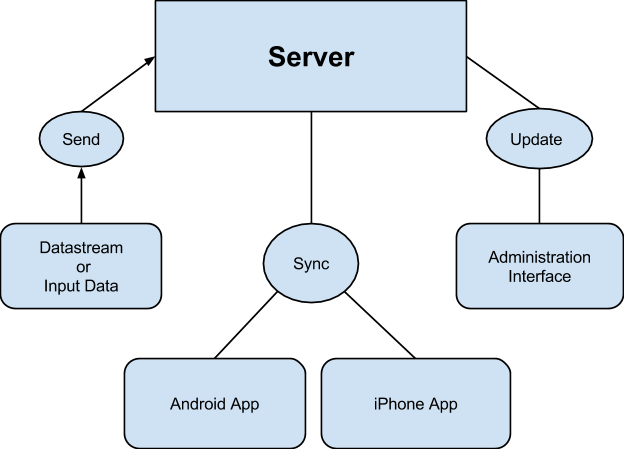 Server
Send
Update
Datastream
or
Input Data
Sync
Administration
Interface
Android App
iPhone App